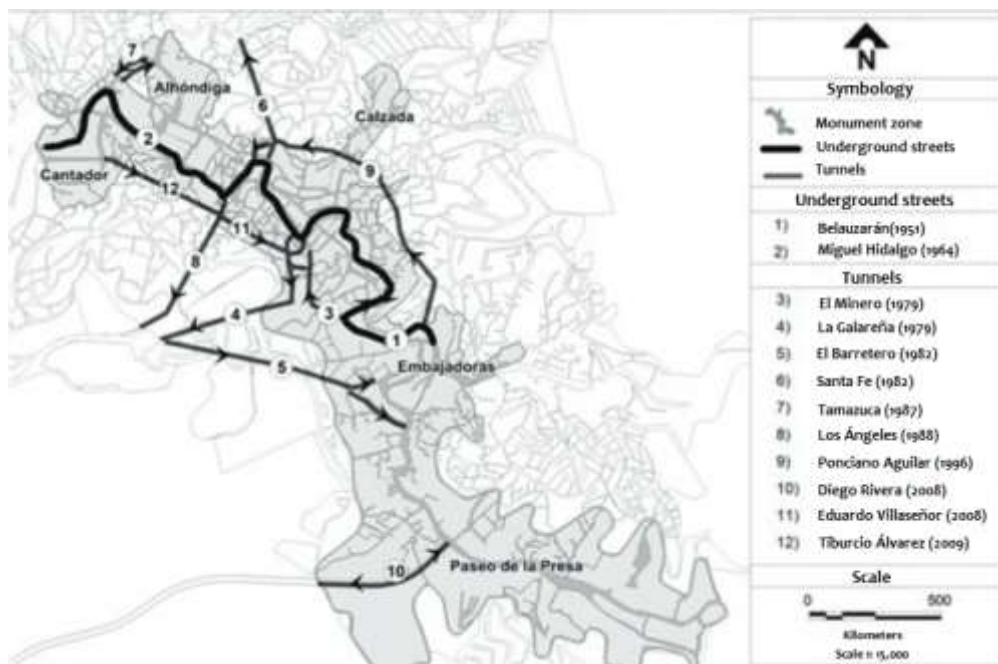 7
Alhóndiga
6
Calzada
2
Cantador
12
9
11
8
4
3
1
5
Embajadoras
10
Paseo de la Presa
N
Symbology
Monument zone
Underground streets
Tunnels
Underground streets
1) Belauzarán(1951)
2) Miguel Hidalgo (1964)
Tunnels
3) El Minero (1979)
4) La Galareña (1979)
5) El Barretero (1982)
6) Santa Fe (1982)
7) Tamazuca (1987)
8) Los Ángeles (1988)
9) Ponciano Aguilar (1996)
10) Diego Rivera (2008)
11) Eduardo Villaseñor (2008)
12) Tiburcio Álvarez (2009)
Scale
0 500
Kilometers
Scale 1: 15,000